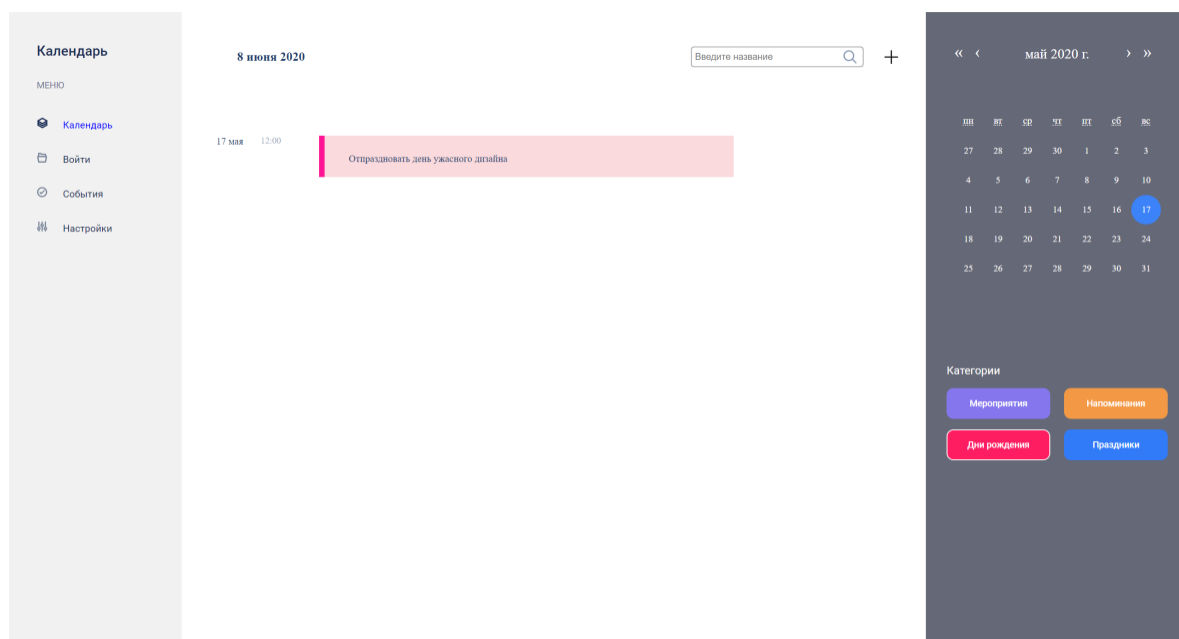 Календарь
МЕНЮ
Календарь
Войти
События
Настройки
8 июня 2020
Введите название
17 мая 12:00
Отпраздновать день ужасного дизайна
« ‹ май 2020 г. › »
пн вт ср чт пт сб вс
27 28 29 30 1 2 3
4 5 6 7 8 9 10
11 12 13 14 15 16 17
18 19 20 21 22 23 24
25 26 27 28 29 30 31
Категории
Мероприятия Напоминания
Дни рождения Праздники